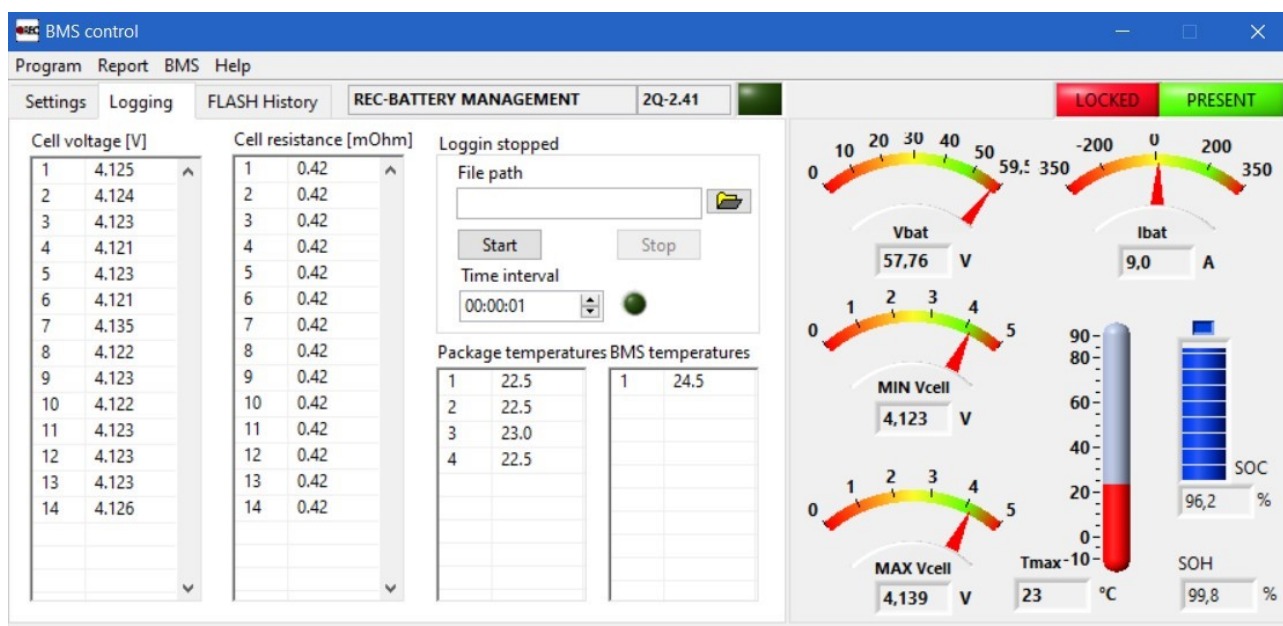 REC BMS control
Program Report BMS Help
Settings Logging FLASH History REC-BATTERY MANAGEMENT 2Q-2.41 LOCKED PRESENT
Cell voltage [V]
1 4.125
2 4.124
3 4.123
4 4.121
5 4.123
6 4.121
7 4.135
8 4.122
9 4.123
10 4.122
11 4.123
12 4.123
13 4.123
14 4.126
Cell resistance [mOhm]
1 0.42
2 0.42
3 0.42
4 0.42
5 0.42
6 0.42
7 0.42
8 0.42
9 0.42
10 0.42
11 0.42
12 0.42
13 0.42
14 0.42
Loggin stopped
File path
Start Stop
Time interval
00:00:01
Package temperatures
1 22.5
2 22.5
3 23.0
4 22.5
BMS temperatures
1 24.5
0 10 20 30 40 50 59,5
Vbat
57,76 V
350 -200 0 200 350
Ibat
9,0 A
0 1 2 3 4 5
MIN Vcell
4,123 V
0 1 2 3 4 5
MAX Vcell
4,139 V
90
80
60
40
20
0
-10
Tmax
23 °C
SOC
96,2 %
SOH
99,8 %